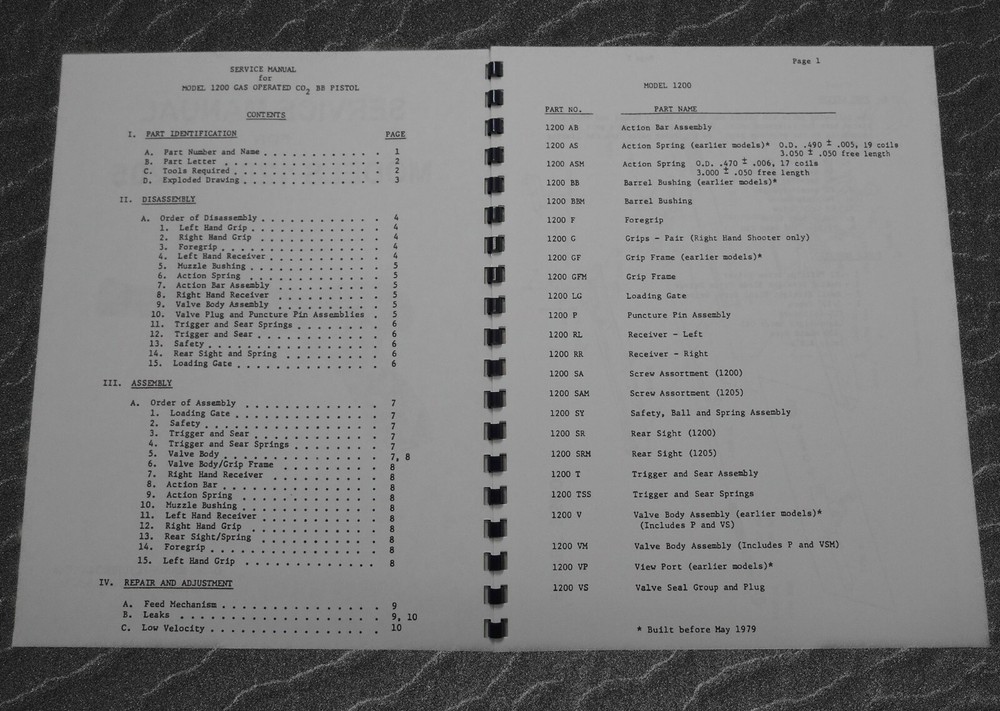 SERVICE MANUAL
for
MODEL 1200 GAS OPERATED CO2 BB PISTOL
CONTENTS
I. PART IDENTIFICATION PAGE
A. Part Number and Name . . . . . . . . . . . . 1
B. Part Letter . . . . . . . . . . . . . . . . 2
C. Tools Required . . . . . . . . . . . . . . . 2
D. Exploded Drawing . . . . . . . . . . . . . . 3
II. DISASSEMBLY
A. Order of Disassembly . . . . . . . . . . . . 4
1. Left Hand Grip . . . . . . . . . . . . . 4
2. Right Hand Grip . . . . . . . . . . . . 4
3. Foregrip . . . . . . . . . . . . . . . . 4
4. Left Hand Receiver . . . . . . . . . . . 4
5. Muzzle Bushing . . . . . . . . . . . . . 5
6. Action Spring . . . . . . . . . . . . . 5
7. Action Bar Assembly . . . . . . . . . . 5
8. Right Hand Receiver . . . . . . . . . . 5
9. Valve Body Assembly . . . . . . . . . . 5
10. Valve Plug and Puncture Pin Assemblies . 5
11. Trigger and Sear Springs . . . . . . . . 6
12. Trigger and Sear . . . . . . . . . . . . 6
13. Safety . . . . . . . . . . . . . . . . . 6
14. Rear Sight and Spring . . . . . . . . . 6
15. Loading Gate . . . . . . . . . . . . . . 6
III. ASSEMBLY
A. Order of Assembly . . . . . . . . . . . . . 7
1. Loading Gate . . . . . . . . . . . . . . 7
2. Safety . . . . . . . . . . . . . . . . . 7
3. Trigger and Sear . . . . . . . . . . . . 7
4. Trigger and Sear Springs . . . . . . . . 7
5. Valve Body . . . . . . . . . . . . . . . 7, 8
6. Valve Body/Grip Frame . . . . . . . . . 8
7. Right Hand Receiver . . . . . . . . . . 8
8. Action Bar . . . . . . . . . . . . . . . 8
9. Action Spring . . . . . . . . . . . . . 8
10. Muzzle Bushing . . . . . . . . . . . . . 8
11. Left Hand Receiver . . . . . . . . . . . 8
12. Right Hand Grip . . . . . . . . . . . . 8
13. Rear Sight/Spring . . . . . . . . . . . 8
14. Foregrip . . . . . . . . . . . . . . . . 8
15. Left Hand Grip . . . . . . . . . . . . . 8
IV. REPAIR AND ADJUSTMENT
A. Feed Mechanism . . . . . . . . . . . . . . . 9
B. Leaks . . . . . . . . . . . . . . . . . . . 9, 10
C. Low Velocity . . . . . . . . . . . . . . . . 10
Page 1
MODEL 1200
PART NO. PART NAME
1200 AB Action Bar Assembly
1200 AS Action Spring (earlier models)* O.D. .490 ± .005, 19 coils
3.050 ± .050 free length
1200 ASM Action Spring O.D. .470 ± .006, 17 coils
3.000 ± .050 free length
1200 BB Barrel Bushing (earlier models)*
1200 BBM Barrel Bushing
1200 F Foregrip
1200 G Grips - Pair (Right Hand Shooter only)
1200 GF Grip Frame (earlier models)*
1200 GFM Grip Frame
1200 LG Loading Gate
1200 P Puncture Pin Assembly
1200 RL Receiver - Left
1200 RR Receiver - Right
1200 SA Screw Assortment (1200)
1200 SAM Screw Assortment (1205)
1200 SY Safety, Ball and Spring Assembly
1200 SR Rear Sight (1200)
1200 SRM Rear Sight (1205)
1200 T Trigger and Sear Assembly
1200 TSS Trigger and Sear Springs
1200 V Valve Body Assembly (earlier models)*
(Includes P and VS)
1200 VM Valve Body Assembly (Includes P and VSM)
1200 VP View Port (earlier models)*
1200 VS Valve Seal Group and Plug
* Built before May 1979